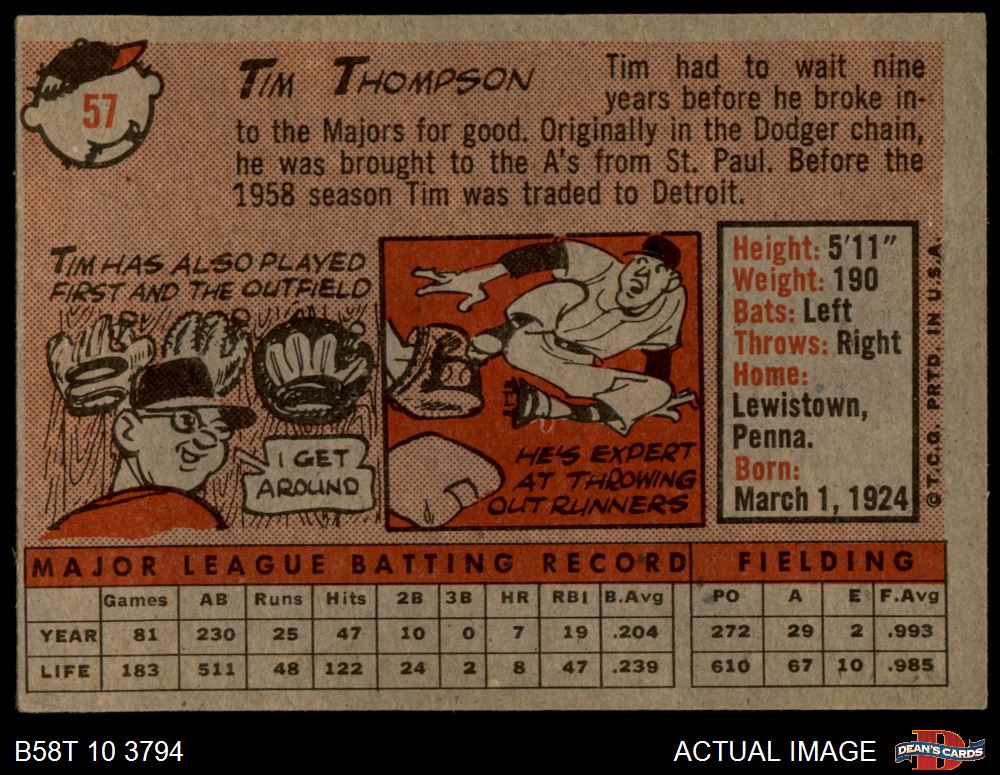 57
TIM THOMPSON
Tim had to wait nine
years before he broke in-
to the Majors for good. Originally in the Dodger chain,
he was brought to the A's from St. Paul. Before the
1958 season Tim was traded to Detroit.
TIM HAS ALSO PLAYED
FIRST AND THE OUTFIELD
I GET
AROUND
HE'S EXPERT
AT THROWING
OUT RUNNERS
Height: 5'11"
Weight: 190
Bats: Left
Throws: Right
Home:
Lewistown,
Penna.
Born:
March 1, 1924
©T.C.G. PRTD. IN U.S.A.
MAJOR LEAGUE BATTING RECORD FIELDING
Games AB Runs Hits 2B 3B HR RBI B.Avg PO A E F.Avg
YEAR 81 230 25 47 10 0 7 19 .204 272 29 2 .993
LIFE 183 511 48 122 24 2 8 47 .239 610 67 10 .985
B58T 10 3794
ACTUAL IMAGE
D
DEAN'S CARDS